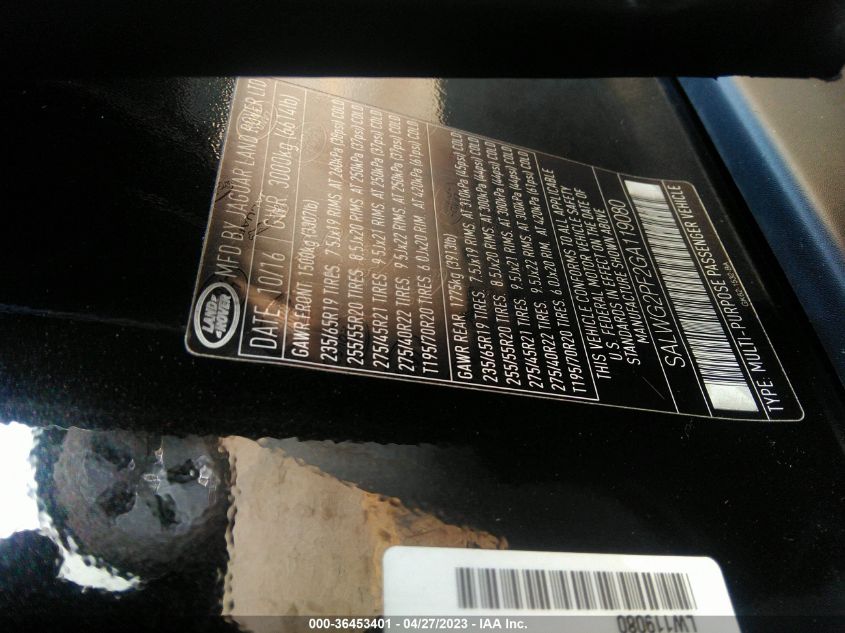 LAND ROVER
MFD BY JAGUAR LAND ROVER LTD
DATE: 10/16 GVWR 3000kg (6614lb)
GAWR FRONT 1500kg (3307lb)
235/65R19 TIRES, 7.5Jx19 RIMS, AT 260kPa (38psi) COLD
255/55R20 TIRES, 8.5Jx20 RIMS, AT 250kPa (37psi) COLD
275/45R21 TIRES, 9.5Jx21 RIMS, AT 250kPa (37psi) COLD
275/40R22 TIRES, 9.5Jx22 RIMS, AT 250kPa (37psi) COLD
T195/70R20 TIRES, 6.0Jx20 RIM, AT 420kPa (61psi) COLD
GAWR REAR, 1775kg (3913lb)
235/65R19 TIRES, 7.5Jx19 RIMS, AT 310kPa (45psi) COLD
255/55R20 TIRES, 8.5Jx20 RIMS, AT 300kPa (44psi) COLD
275/45R21 TIRES, 9.5Jx21 RIMS, AT 300kPa (44psi) COLD
275/40R22 TIRES, 9.5Jx22 RIMS, AT 300kPa (44psi) COLD
T195/70R20 TIRES, 6.0Jx20 RIM, AT 420kPa (61psi) COLD
THIS VEHICLE CONFORMS TO ALL APPLICABLE
U.S. FEDERAL MOTOR VEHICLE SAFETY
STANDARDS IN EFFECT ON THE DATE OF
MANUFACTURE SHOWN ABOVE
SALWG2PF2GA119080
TYPE: MULTI-PURPOSE PASSENGER VEHICLE
LW119080
000-36453401 - 04/27/2023 - IAA Inc.